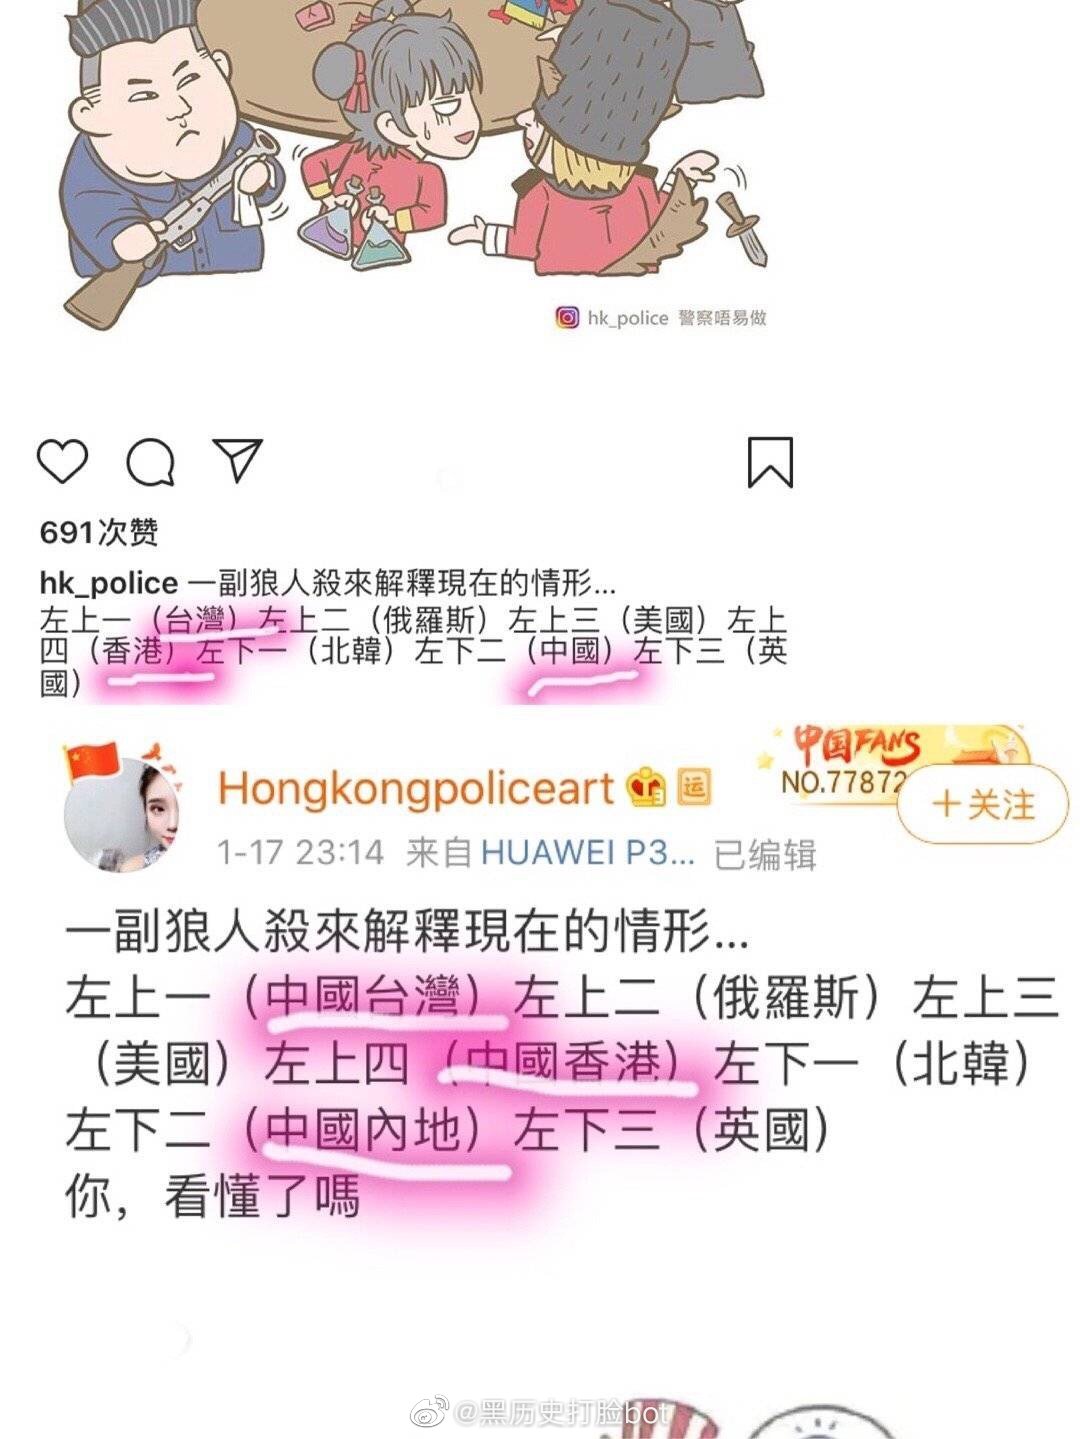 hk_police 警察唔易做
691次赞
hk_police 一副狼人殺來解釋現在的情形...
左上一（台灣）左上二（俄羅斯）左上三（美國）左上
四（香港）左下一（北韓）左下二（中國）左下三（英
國）
中国FANS
NO.77872
Hongkongpoliceart 运
＋关注
1-17 23:14 来自 HUAWEI P3... 已编辑
一副狼人殺來解釋現在的情形...
左上一（中國台灣）左上二（俄羅斯）左上三
（美國）左上四（中國香港）左下一（北韓）
左下二（中國內地）左下三（英國）
你，看懂了嗎
@黑历史打脸bot